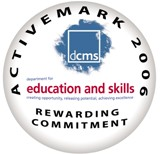 ACTIVEMARK 2006
dcms
department for
education and skills
creating opportunity, releasing potential, achieving excellence
REWARDING
COMMITMENT